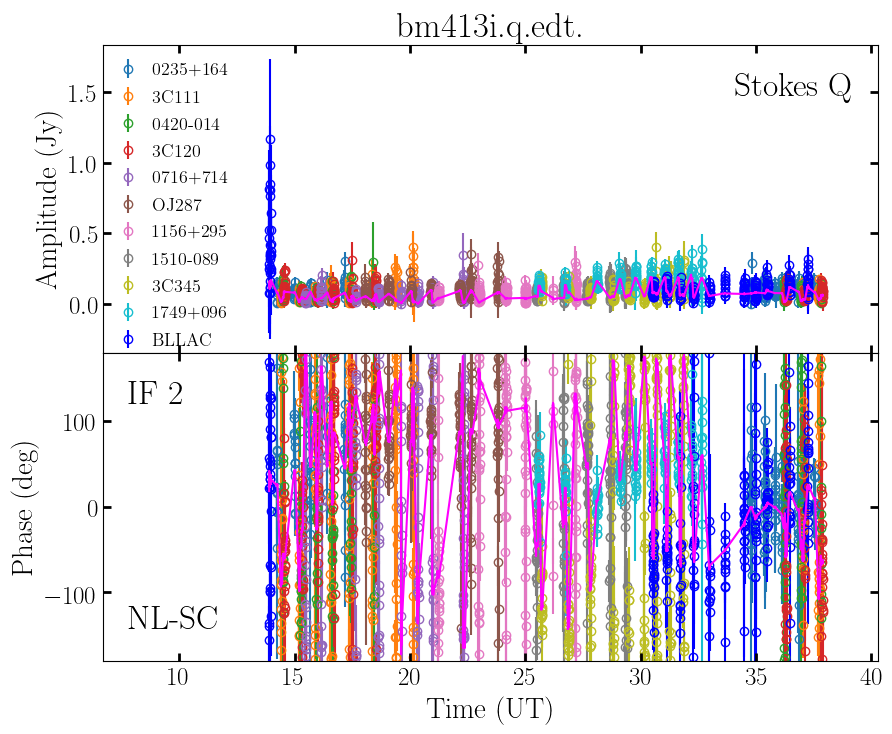 bm413i.q.edt.
Stokes Q
0235+164
3C111
0420-014
3C120
0716+714
OJ287
1156+295
1510-089
3C345
1749+096
BLLAC
Amplitude (Jy)
1.5
1.0
0.5
0.0
IF 2
NL-SC
Phase (deg)
100
0
−100
10 15 20 25 30 35 40
Time (UT)